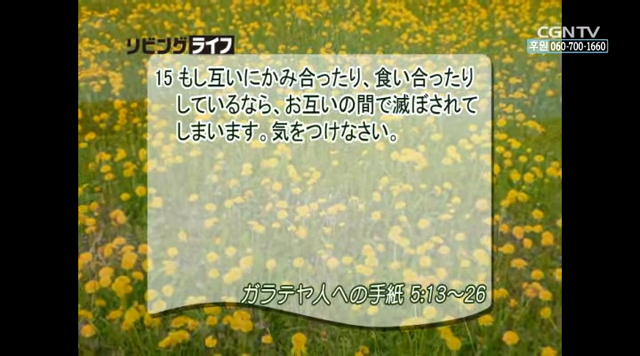 リビングライフ
CGNTV
후원 060-700-1660
15 もし互いにかみ合ったり、食い合ったり
しているなら、お互いの間で滅ぼされて
しまいます。気をつけなさい。
ガラテヤ人への手紙 5:13～26